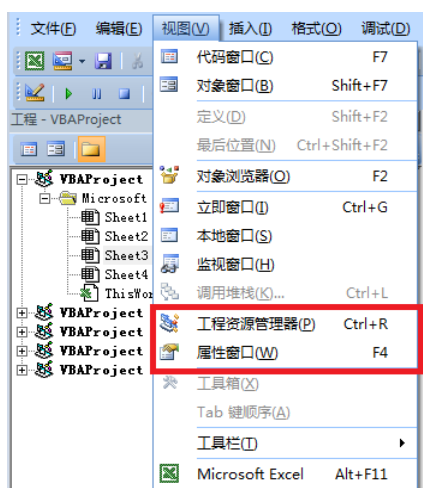 文件(F) 编辑(E) 视图(V) 插入(I) 格式(O) 调试(D)
工程 - VBAProject
代码窗口(C) F7
对象窗口(B) Shift+F7
定义(D) Shift+F2
最后位置(N) Ctrl+Shift+F2
对象浏览器(O) F2
立即窗口(I) Ctrl+G
本地窗口(S)
监视窗口(H)
调用堆栈(K)... Ctrl+L
工程资源管理器(P) Ctrl+R
属性窗口(W) F4
工具箱(X)
Tab 键顺序(A)
工具栏(T)
Microsoft Excel Alt+F11
VBAProject
Microsoft
Sheet1
Sheet2
Sheet3
Sheet4
ThisWor
VBAProject
VBAProject
VBAProject
VBAProject